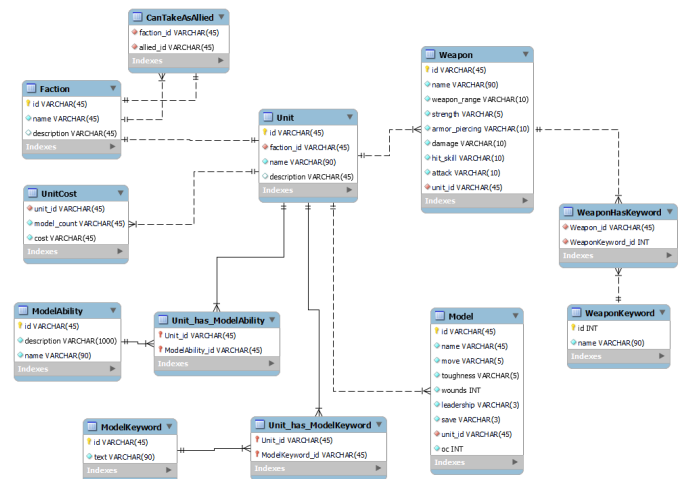 CanTakeAsAllied
faction_id VARCHAR(45)
allied_id VARCHAR(45)
Indexes
Faction
id VARCHAR(45)
name VARCHAR(45)
description VARCHAR(45)
Indexes
Unit
id VARCHAR(45)
faction_id VARCHAR(45)
name VARCHAR(90)
description VARCHAR(45)
Indexes
Weapon
id VARCHAR(45)
name VARCHAR(90)
weapon_range VARCHAR(10)
strength VARCHAR(5)
armor_piercing VARCHAR(10)
damage VARCHAR(10)
hit_skill VARCHAR(10)
attack VARCHAR(10)
unit_id VARCHAR(45)
Indexes
UnitCost
unit_id VARCHAR(45)
model_count VARCHAR(45)
cost VARCHAR(45)
Indexes
WeaponHasKeyword
Weapon_id VARCHAR(45)
WeaponKeyword_id INT
Indexes
ModelAbility
id VARCHAR(45)
description VARCHAR(1000)
name VARCHAR(90)
Indexes
Unit_has_ModelAbility
Unit_id VARCHAR(45)
ModelAbility_id VARCHAR(45)
Indexes
Model
id VARCHAR(45)
name VARCHAR(45)
move VARCHAR(5)
toughness VARCHAR(5)
wounds INT
leadership VARCHAR(3)
save VARCHAR(3)
unit_id VARCHAR(45)
oc INT
Indexes
WeaponKeyword
id INT
name VARCHAR(90)
Indexes
ModelKeyword
id VARCHAR(45)
text VARCHAR(90)
Indexes
Unit_has_ModelKeyword
Unit_id VARCHAR(45)
ModelKeyword_id VARCHAR(45)
Indexes